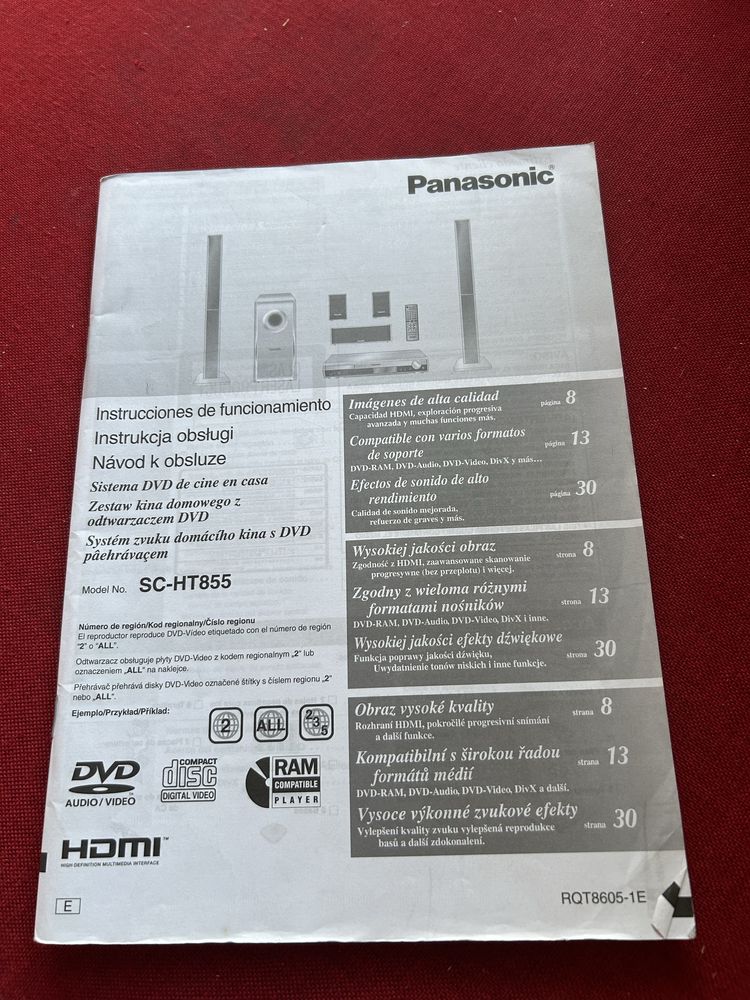 Panasonic®
Instrucciones de funcionamiento
Instrukcja obsługi
Návod k obsluze
Sistema DVD de cine en casa
Zestaw kina domowego z
odtwarzaczem DVD
Systém zvuku domácího kina s DVD
pâehrávaçem
Model No. SC-HT855
Número de región/Kod regionalny/Číslo regionu
El reproductor reproduce DVD-Vídeo etiquetado con el número de región
"2" o "ALL".
Odtwarzacz obsługuje płyty DVD-Video z kodem regionalnym „2" lub
oznaczeniem „ALL" na naklejce.
Přehrávač přehrává disky DVD-Video označené štítky s číslem regionu „2"
nebo „ALL".
Ejemplo/Przykład/Příklad:
2
ALL
2
3
5
DVD
AUDIO/VIDEO
COMPACT
disc
DIGITAL VIDEO
RAM
COMPATIBLE
PLAYER
HDMI™
HIGH DEFINITION MULTIMEDIA INTERFACE
E
Imágenes de alta calidad
Capacidad HDMI, exploración progresiva
avanzada y muchas funciones más.
página 8
Compatible con varios formatos
de soporte
DVD-RAM, DVD-Audio, DVD-Video, DivX y más...
página 13
Efectos de sonido de alto
rendimiento
Calidad de sonido mejorada,
refuerzo de graves y más.
página 30
Wysokiej jakości obraz
Zgodność z HDMI, zaawansowane skanowanie
progresywne (bez przeplotu) i więcej.
strona 8
Zgodny z wieloma różnymi
formatami nośników
DVD-RAM, DVD-Audio, DVD-Video, DivX i inne.
strona 13
Wysokiej jakości efekty dźwiękowe
Funkcja poprawy jakości dźwięku,
Uwydatnienie tonów niskich i inne funkcje.
strona 30
Obraz vysoké kvality
Rozhraní HDMI, pokročilé progresivní snímání
a další funkce.
strana 8
Kompatibilní s širokou řadou
formátů médií
DVD-RAM, DVD-Audio, DVD-Video, DivX a další.
strana 13
Vysoce výkonné zvukové efekty
Vylepšení kvality zvuku vylepšená reprodukce
basů a další zdokonalení.
strana 30
RQT8605-1E